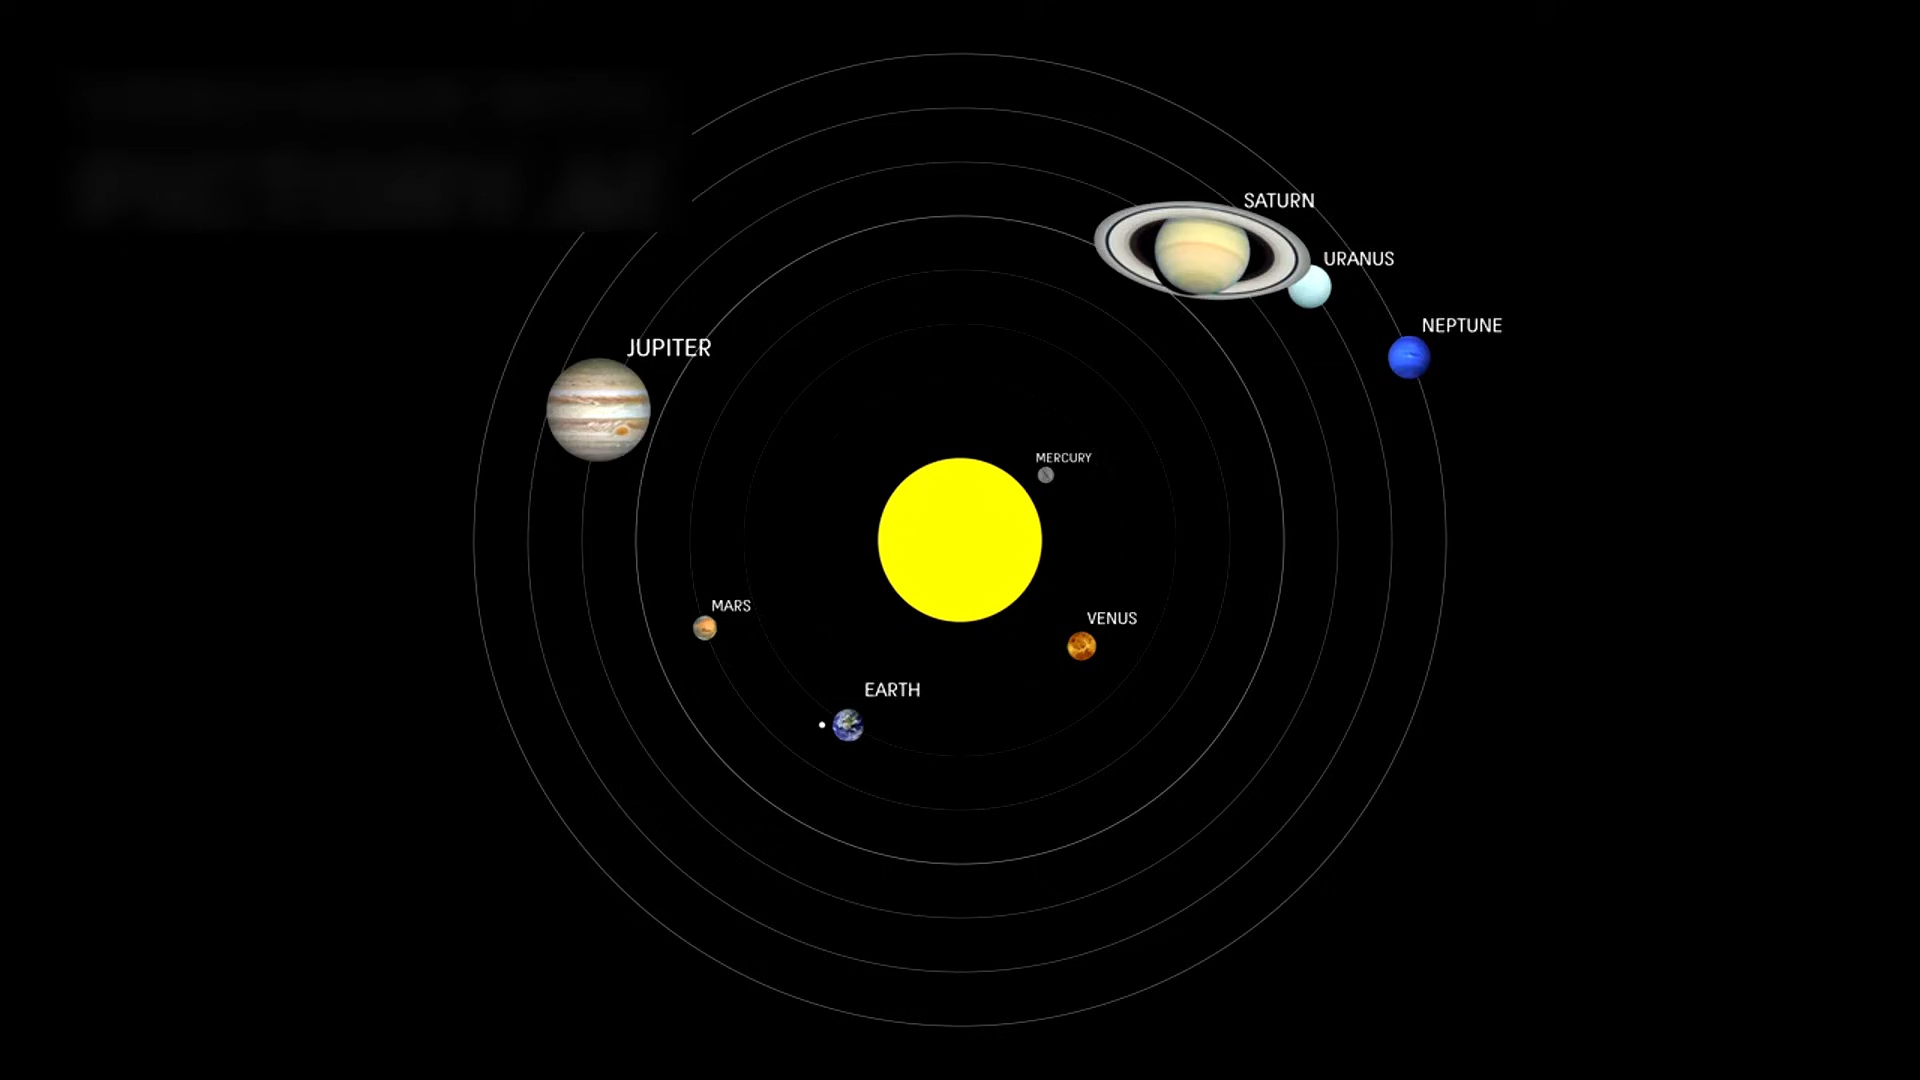 SATURN
URANUS
NEPTUNE
JUPITER
MERCURY
MARS
VENUS
EARTH